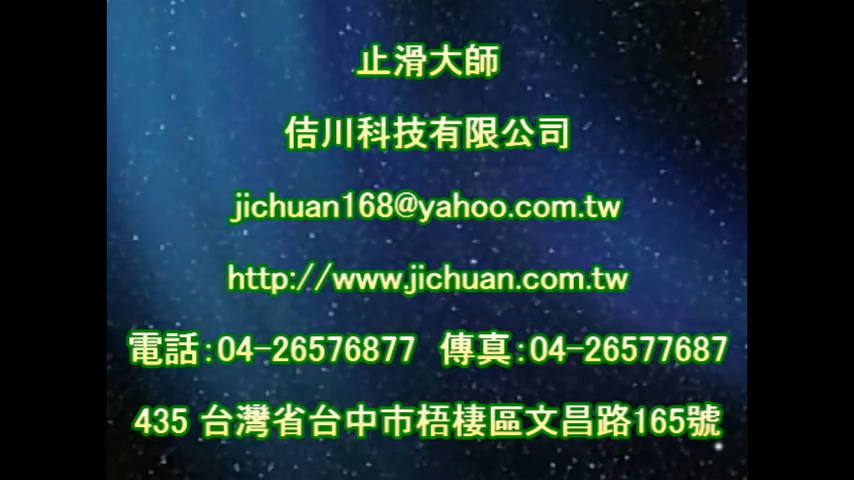 止滑大師
佶川科技有限公司
jichuan168@yahoo.com.tw
http://www.jichuan.com.tw
電話:04-26576877 傳真:04-26577687
435 台灣省台中市梧棲區文昌路165號